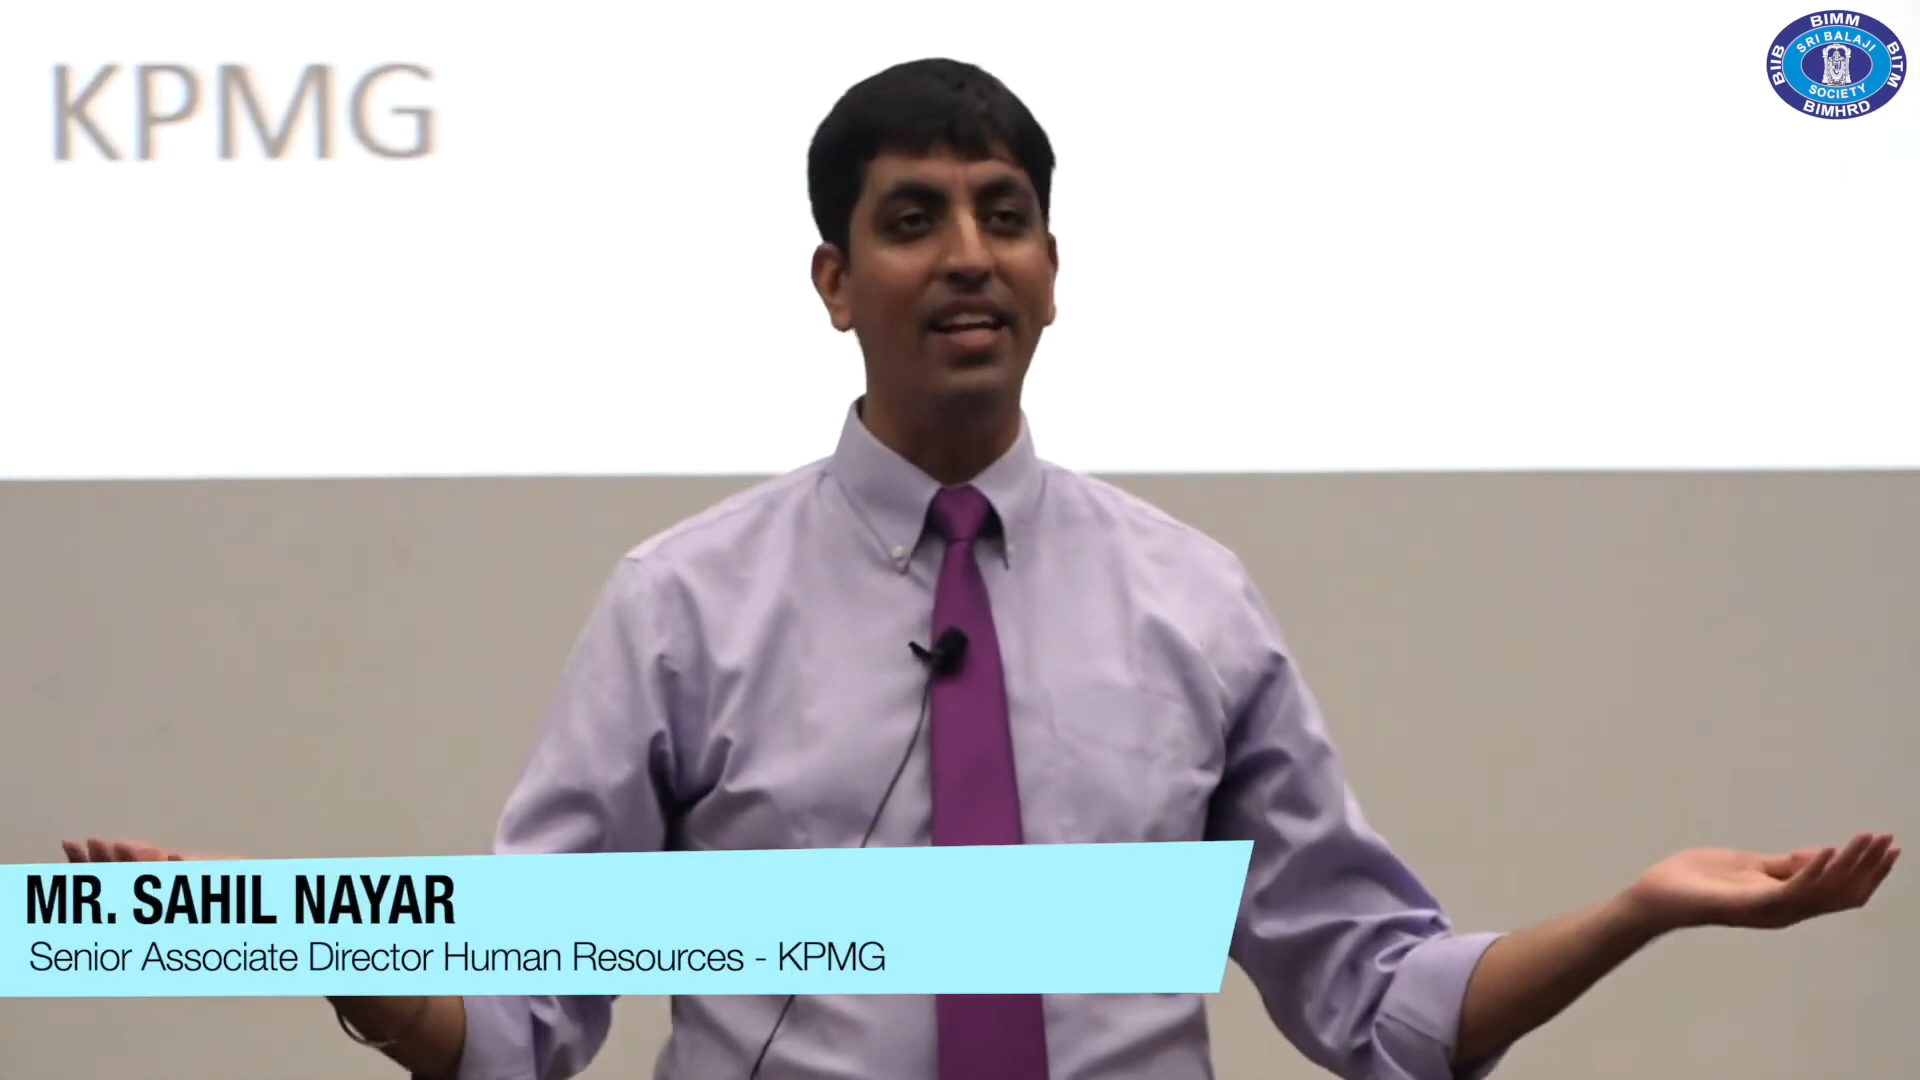 KPMG
BIMM
BIIB
SRI BALAJI
BITM
SOCIETY
BIMHRD
MR. SAHIL NAYAR
Senior Associate Director Human Resources - KPMG